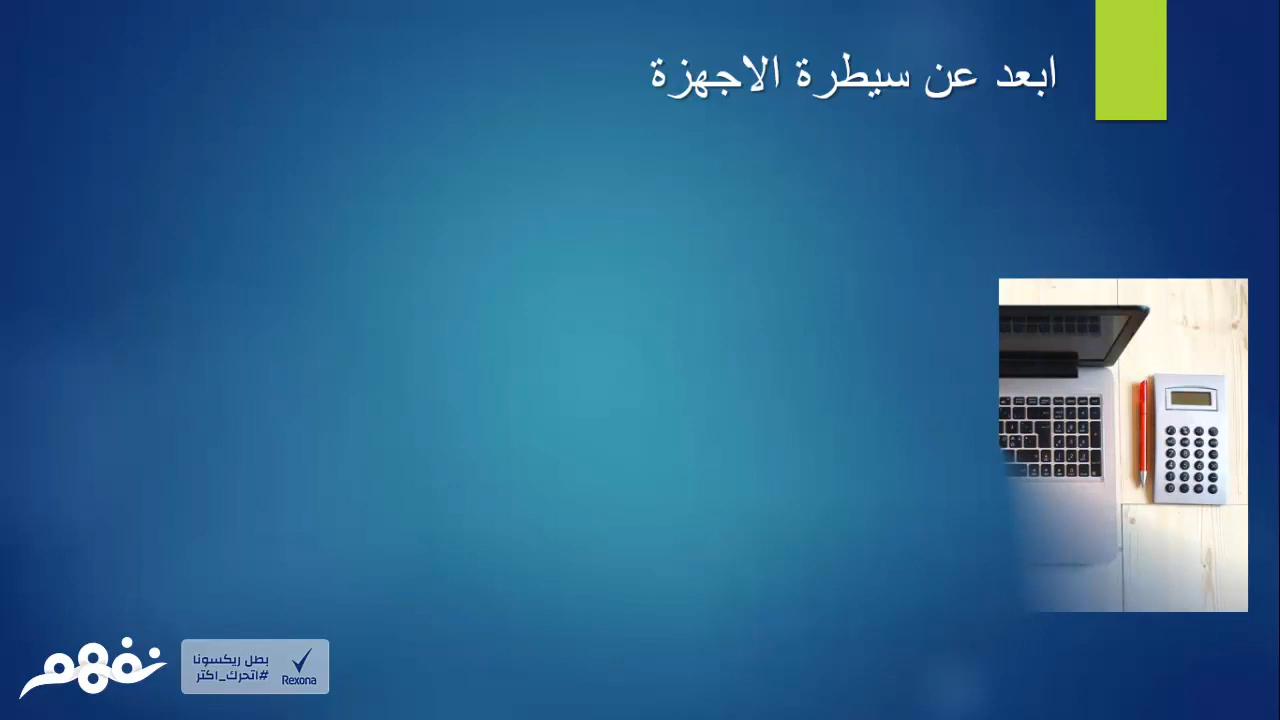 ابعد عن سيطرة الاجهزة
نفهم
بطل ريكسونا
#اتحرك_اكتر
Rexona